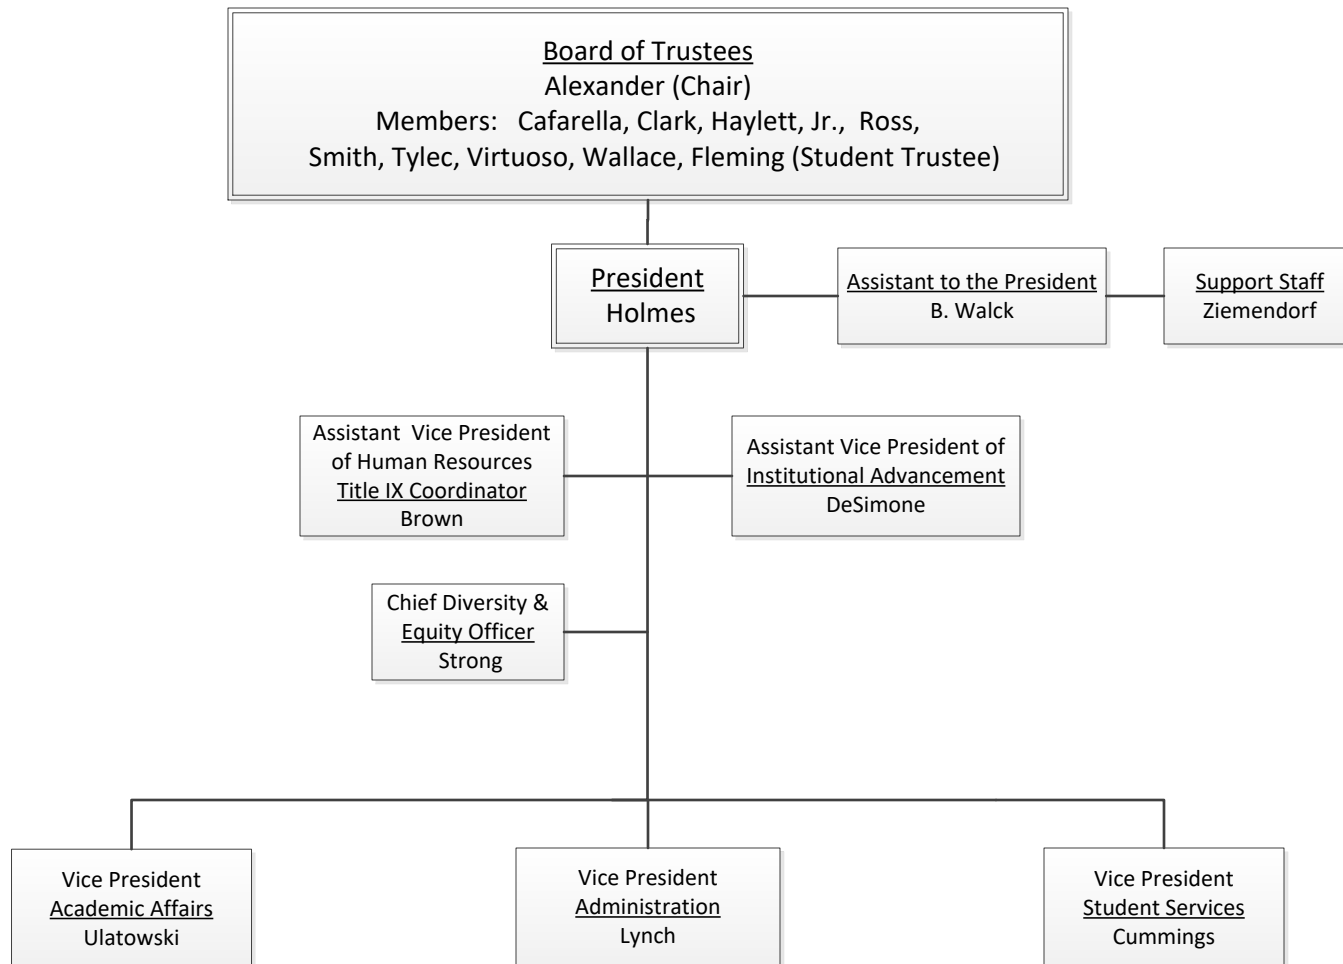 Board of Trustees
Alexander (Chair)
Members:   Cafarella, Clark, Haylett, Jr.,  Ross,
Smith, Tylec, Virtuoso, Wallace, Fleming (Student Trustee)
President
Holmes
Assistant to the President
B. Walck
Support Staff
Ziemendorf
Assistant  Vice President
of Human Resources
Title IX Coordinator
Brown
Assistant Vice President of
Institutional Advancement
DeSimone
Chief Diversity &
Equity Officer
Strong
Vice President
Academic Affairs
Ulatowski
Vice President
Administration
Lynch
Vice President
Student Services
Cummings